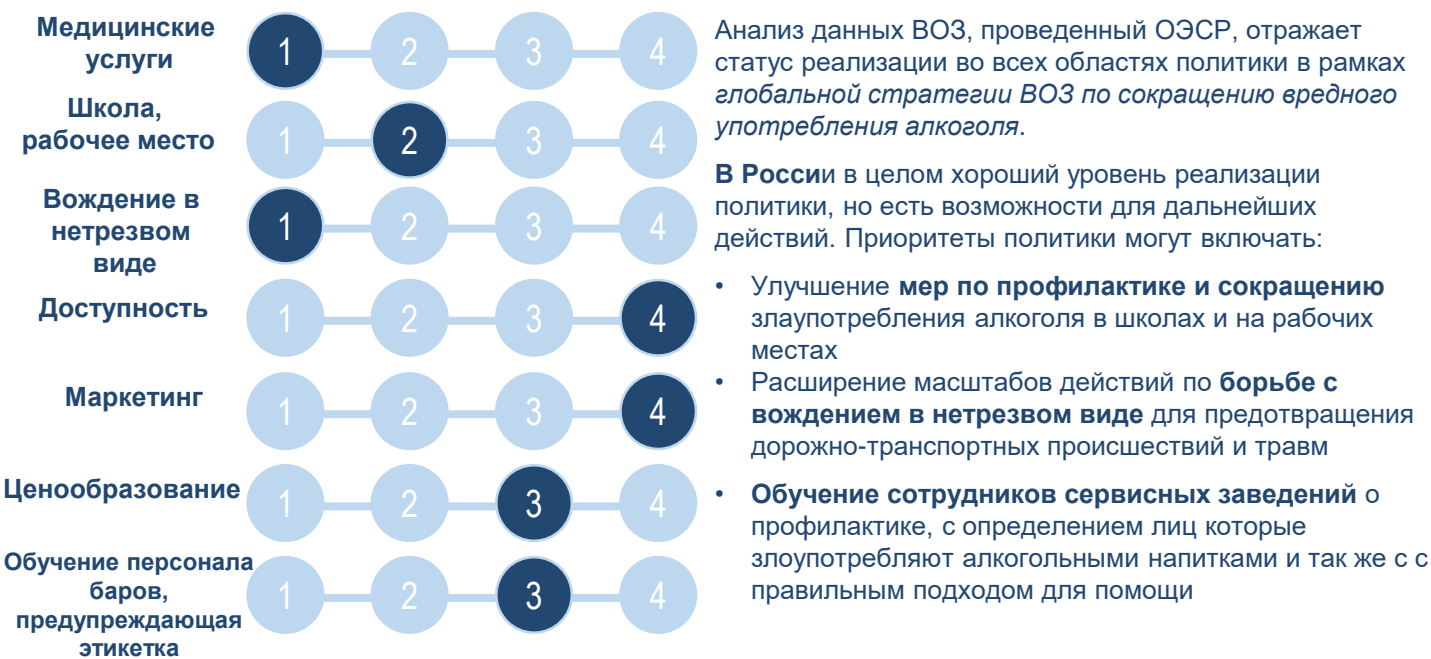 Медицинские
услуги
1 2 3 4
Школа,
рабочее место
1 2 3 4
Вождение в
нетрезвом
виде
1 2 3 4
Доступность
1 2 3 4
Маркетинг
1 2 3 4
Ценообразование
1 2 3 4
Обучение персонала
баров,
предупреждающая
этикетка
1 2 3 4
Анализ данных ВОЗ, проведенный ОЭСР, отражает
статус реализации во всех областях политики в рамках
глобальной стратегии ВОЗ по сокращению вредного
употребления алкоголя.
В России в целом хороший уровень реализации
политики, но есть возможности для дальнейших
действий. Приоритеты политики могут включать:
• Улучшение мер по профилактике и сокращению
злаупотребления алкоголя в школах и на рабочих
местах
• Расширение масштабов действий по борьбе с
вождением в нетрезвом виде для предотвращения
дорожно-транспортных происшествий и травм
• Обучение сотрудников сервисных заведений о
профилактике, с определением лиц которые
злоупотребляют алкогольными напитками и так же с с
правильным подходом для помощи